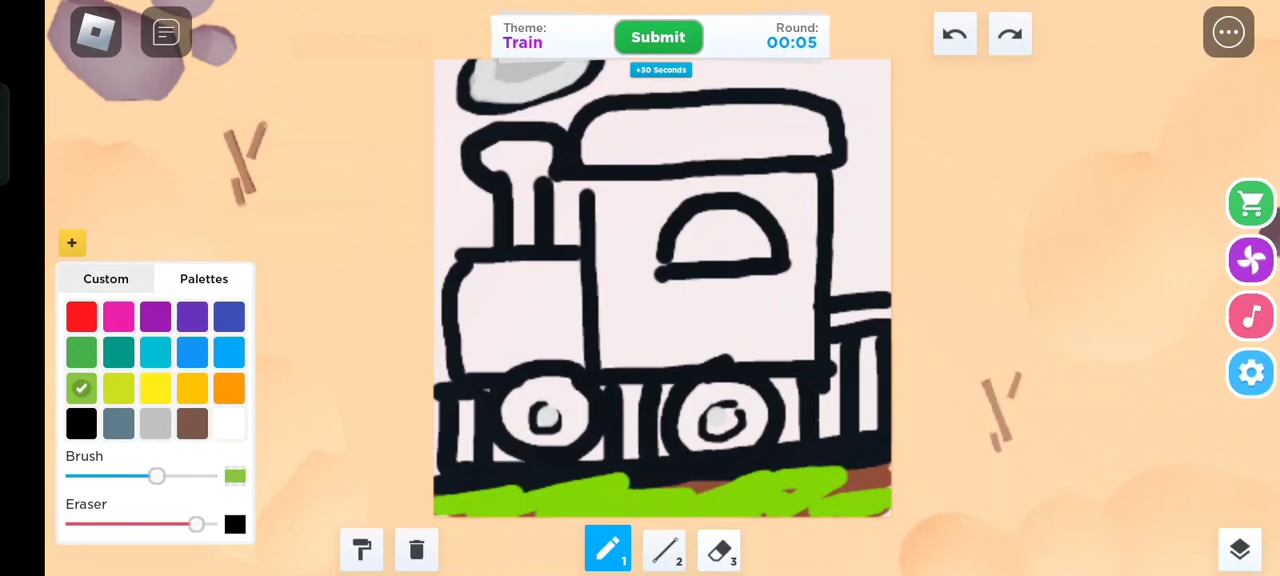 Theme:
Train
Submit
Round:
00:05
+30 Seconds
+
Custom
Palettes
Brush
Eraser
1
2
3